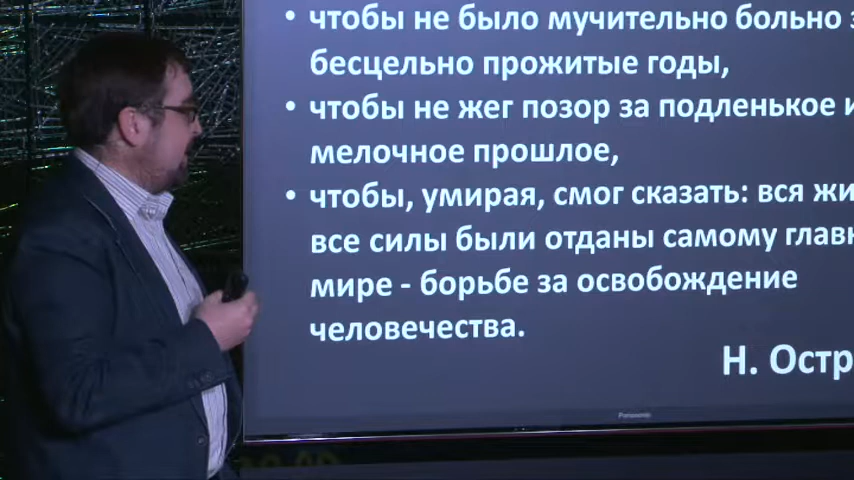 • чтобы не было мучительно больно
бесцельно прожитые годы,
• чтобы не жег позор за подленькое и
мелочное прошлое,
• чтобы, умирая, смог сказать: вся
все силы были отданы самому
мире - борьбе за освобождение
человечества.
Н.
Panasonic